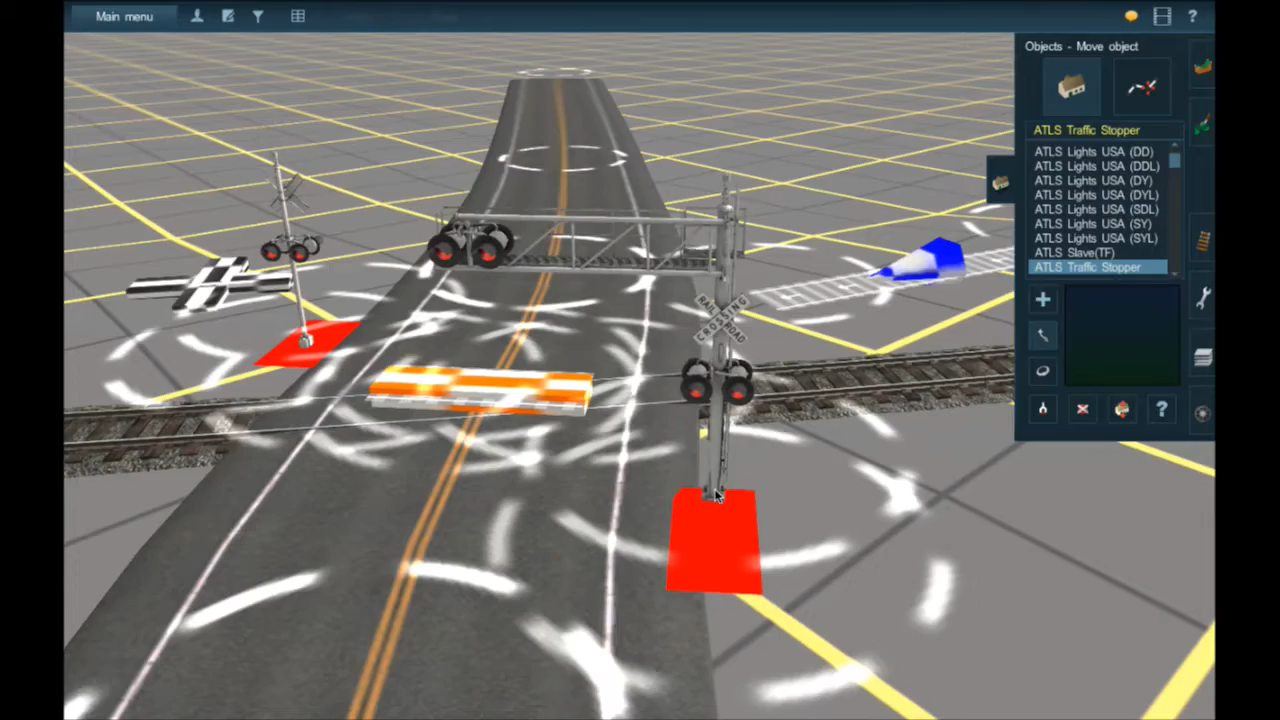 Main menu
?
Objects - Move object
ATLS Traffic Stopper
ATLS Lights USA (DD)
ATLS Lights USA (DDL)
ATLS Lights USA (DY)
ATLS Lights USA (DYL)
ATLS Lights USA (SDL)
ATLS Lights USA (SY)
ATLS Lights USA (SYL)
ATLS Slave(TF)
ATLS Traffic Stopper
?
RAIL ROAD
CROSSING